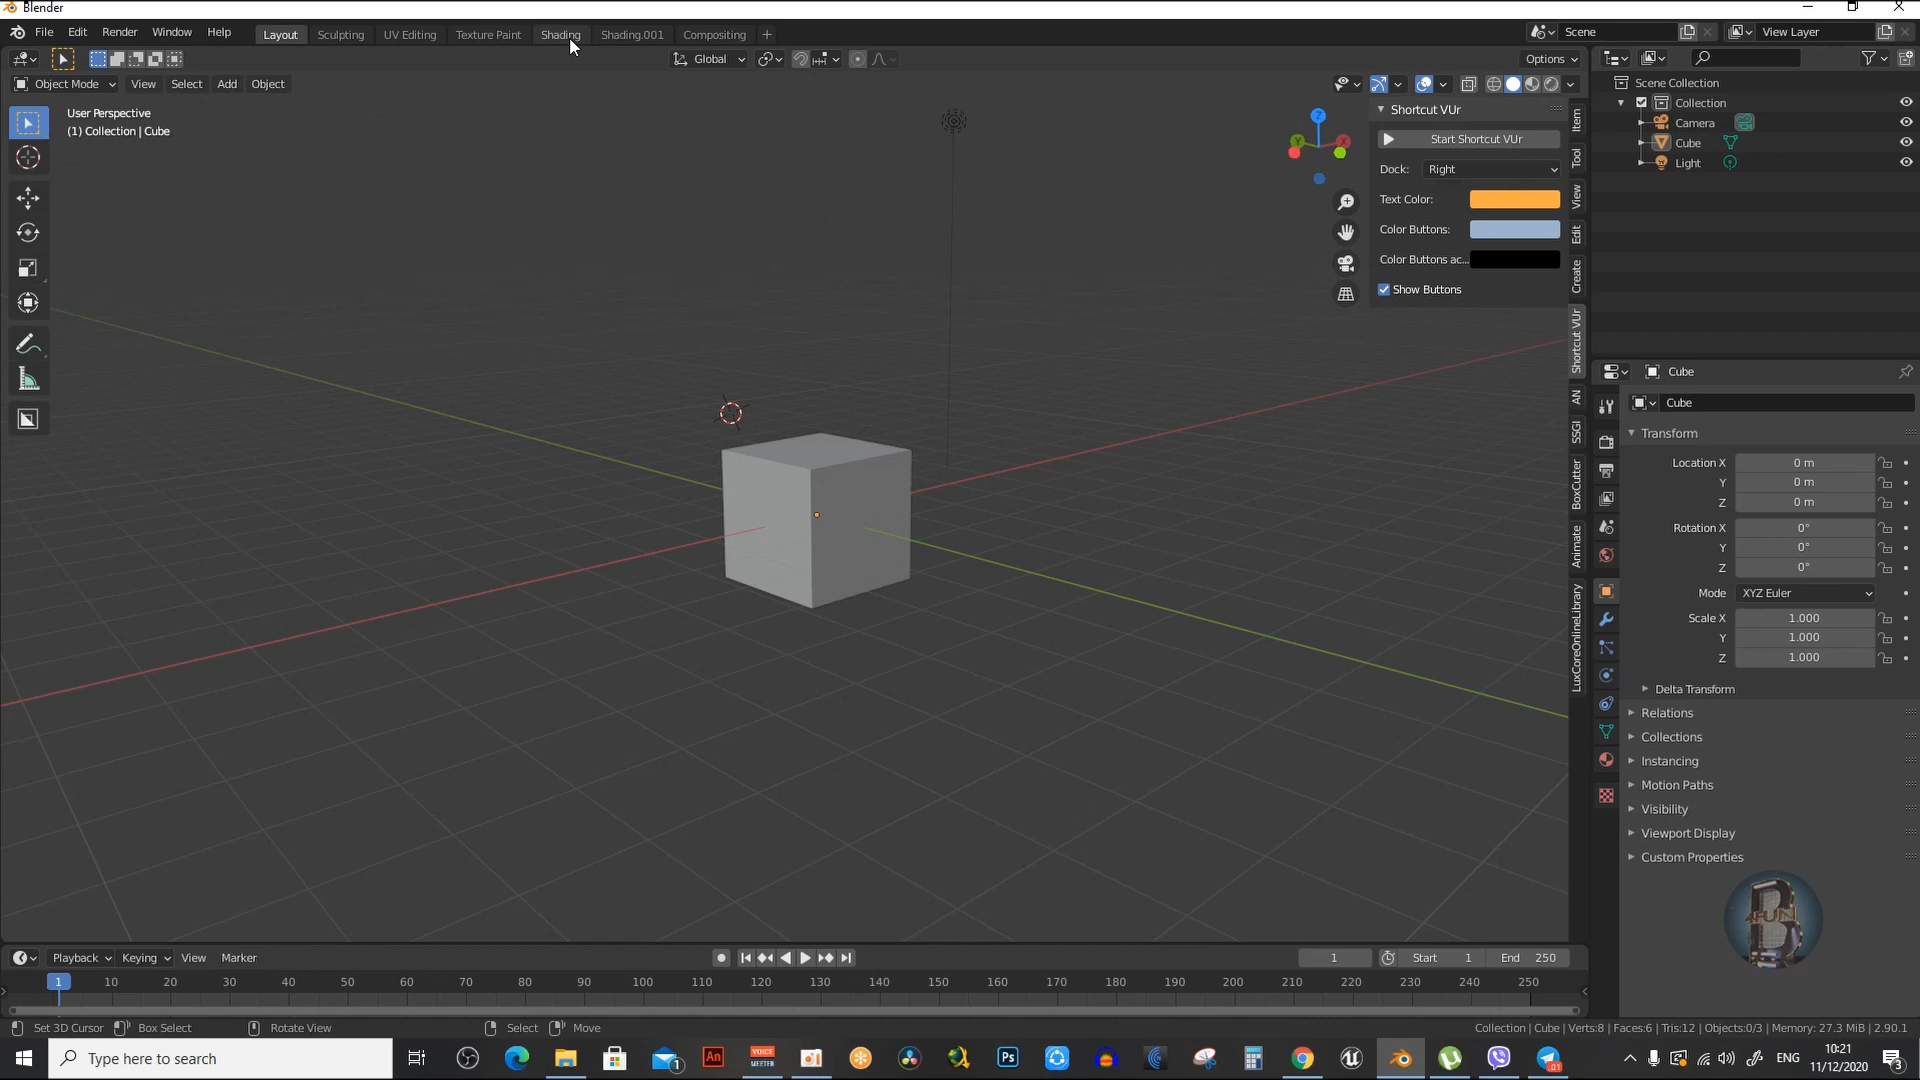 Blender
File Edit Render Window Help Layout Sculpting UV Editing Texture Paint Shading Shading.001 Compositing + Scene View Layer
Global Options
Object Mode View Select Add Object
User Perspective
(1) Collection | Cube
Shortcut VUr
Start Shortcut VUr
Dock: Right
Text Color:
Color Buttons:
Color Buttons ac...
Show Buttons
Item
Tool
View
Edit
Create
Shortcut VUr
AN
SSGI
BoxCutter
Animate
LuxCoreOnlineLibrary
Z
Y
X
Scene Collection
Collection
Camera
Cube
Light
Cube
Cube
Transform
Location X 0 m
Y 0 m
Z 0 m
Rotation X 0°
Y 0°
Z 0°
Mode XYZ Euler
Scale X 1.000
Y 1.000
Z 1.000
Delta Transform
Relations
Collections
Instancing
Motion Paths
Visibility
Viewport Display
Custom Properties
FUN
B
Playback Keying View Marker 1 Start 1 End 250
1 10 20 30 40 50 60 70 80 90 100 110 120 130 140 150 160 170 180 190 200 210 220 230 240 250
Set 3D Cursor Box Select Rotate View Select Move Collection | Cube | Verts:8 | Faces:6 | Tris:12 | Objects:0/3 | Memory: 27.3 MiB | 2.90.1
Type here to search 1 An VOICE MEETER Ps ENG 10:21
11/12/2020 3